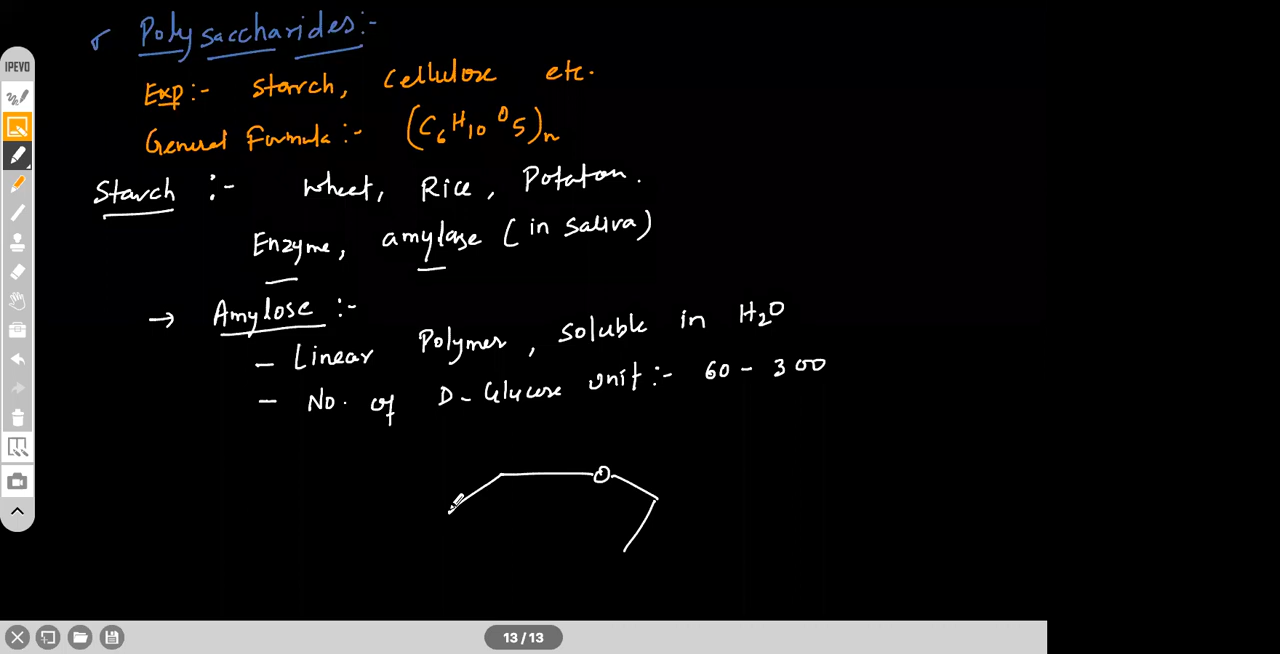 Polysaccharides:-
IPEVO
Exp:- Starch, Cellulose etc.
General Formula:- (C6H10O5)n
Starch :- Wheet, Rice, Potaton.
Enzyme, amylase (in saliva)
→ Amylose :-
- Linear Polymer, soluble in H2O
- No. of D-Glucose unit:- 60 - 300
O
13/13